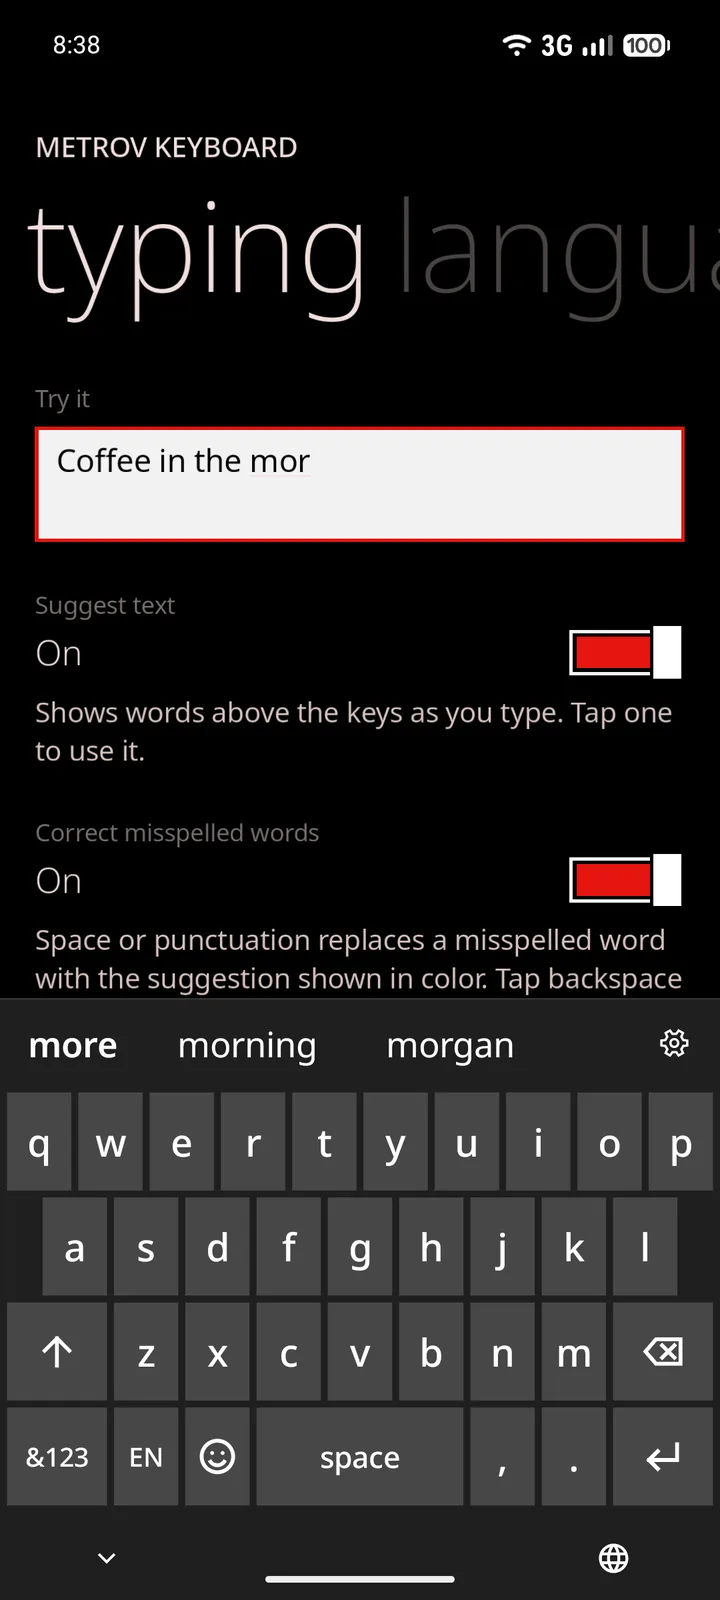 8:38
3G
100
METROV KEYBOARD
typing langua
Try it
Coffee in the mor
Suggest text
On
Shows words above the keys as you type. Tap one
to use it.
Correct misspelled words
On
Space or punctuation replaces a misspelled word
with the suggestion shown in color. Tap backspace
more morning morgan
q w e r t y u i o p
a s d f g h j k l
z x c v b n m
&123 EN space , .